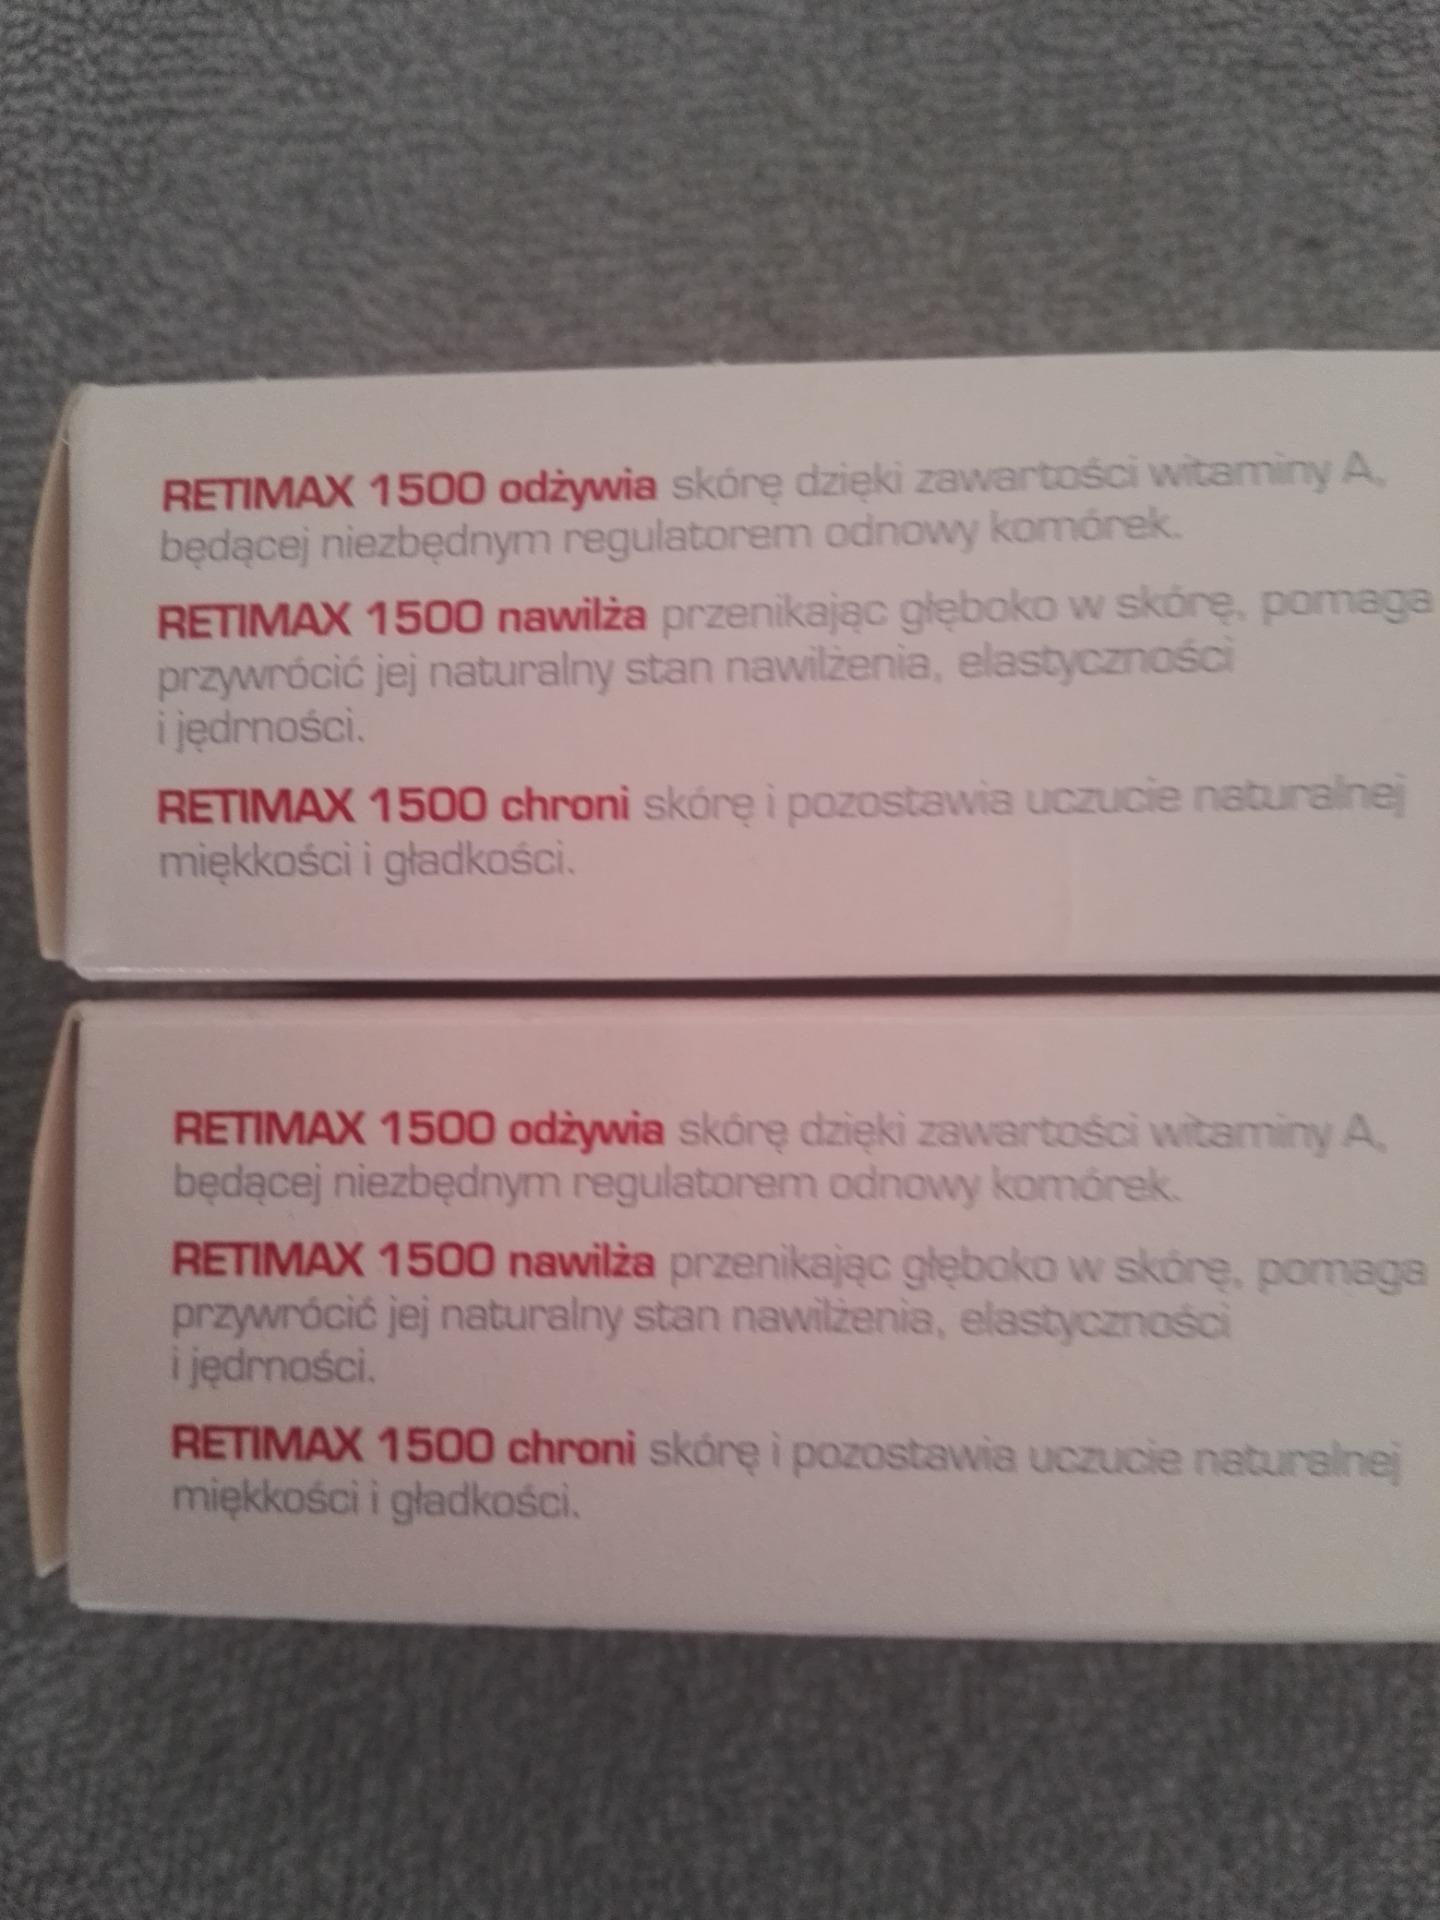 RETIMAX 1500 odżywia skórę dzięki zawartości witaminy A,
będącej niezbędnym regulatorem odnowy komórek.
RETIMAX 1500 nawilża przenikając głęboko w skórę, pomaga
przywrócić jej naturalny stan nawilżenia, elastyczności
i jędrności.
RETIMAX 1500 chroni skórę i pozostawia uczucie naturalnej
miękkości i gładkości.
RETIMAX 1500 odżywia skórę dzięki zawartości witaminy A,
będącej niezbędnym regulatorem odnowy komórek.
RETIMAX 1500 nawilża przenikając głęboko w skórę, pomaga
przywrócić jej naturalny stan nawilżenia, elastyczności
i jędrności.
RETIMAX 1500 chroni skórę i pozostawia uczucie naturalnej
miękkości i gładkości.